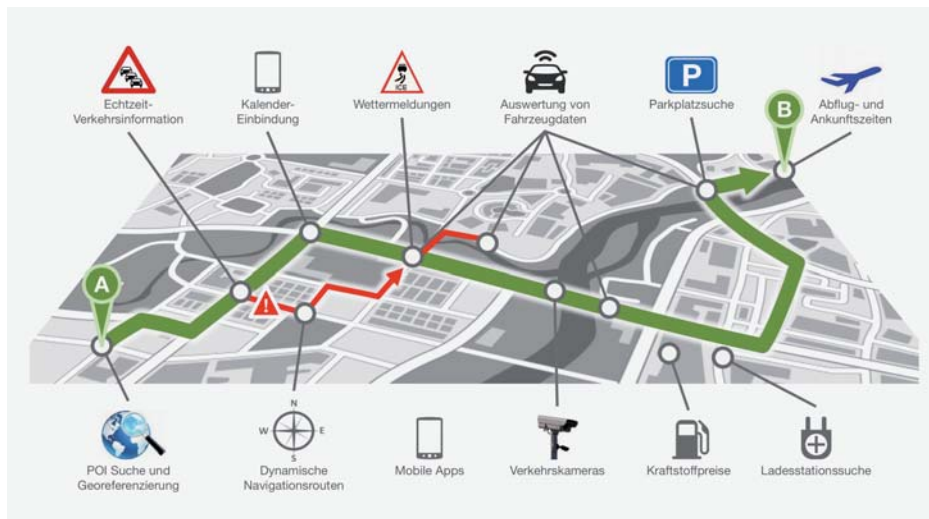 Echtzeit-
Verkehrsinformation
Kalender-
Einbindung
ICE
Wettermeldungen
Auswertung von
Fahrzeugdaten
P
Parkplatzsuche
Abflug- und
Ankunftszeiten
B
A
!
POI Suche und
Georeferenzierung
N
W E
S
Dynamische
Navigationsrouten
Mobile Apps
Verkehrskameras
Kraftstoffpreise
Ladesstationssuche